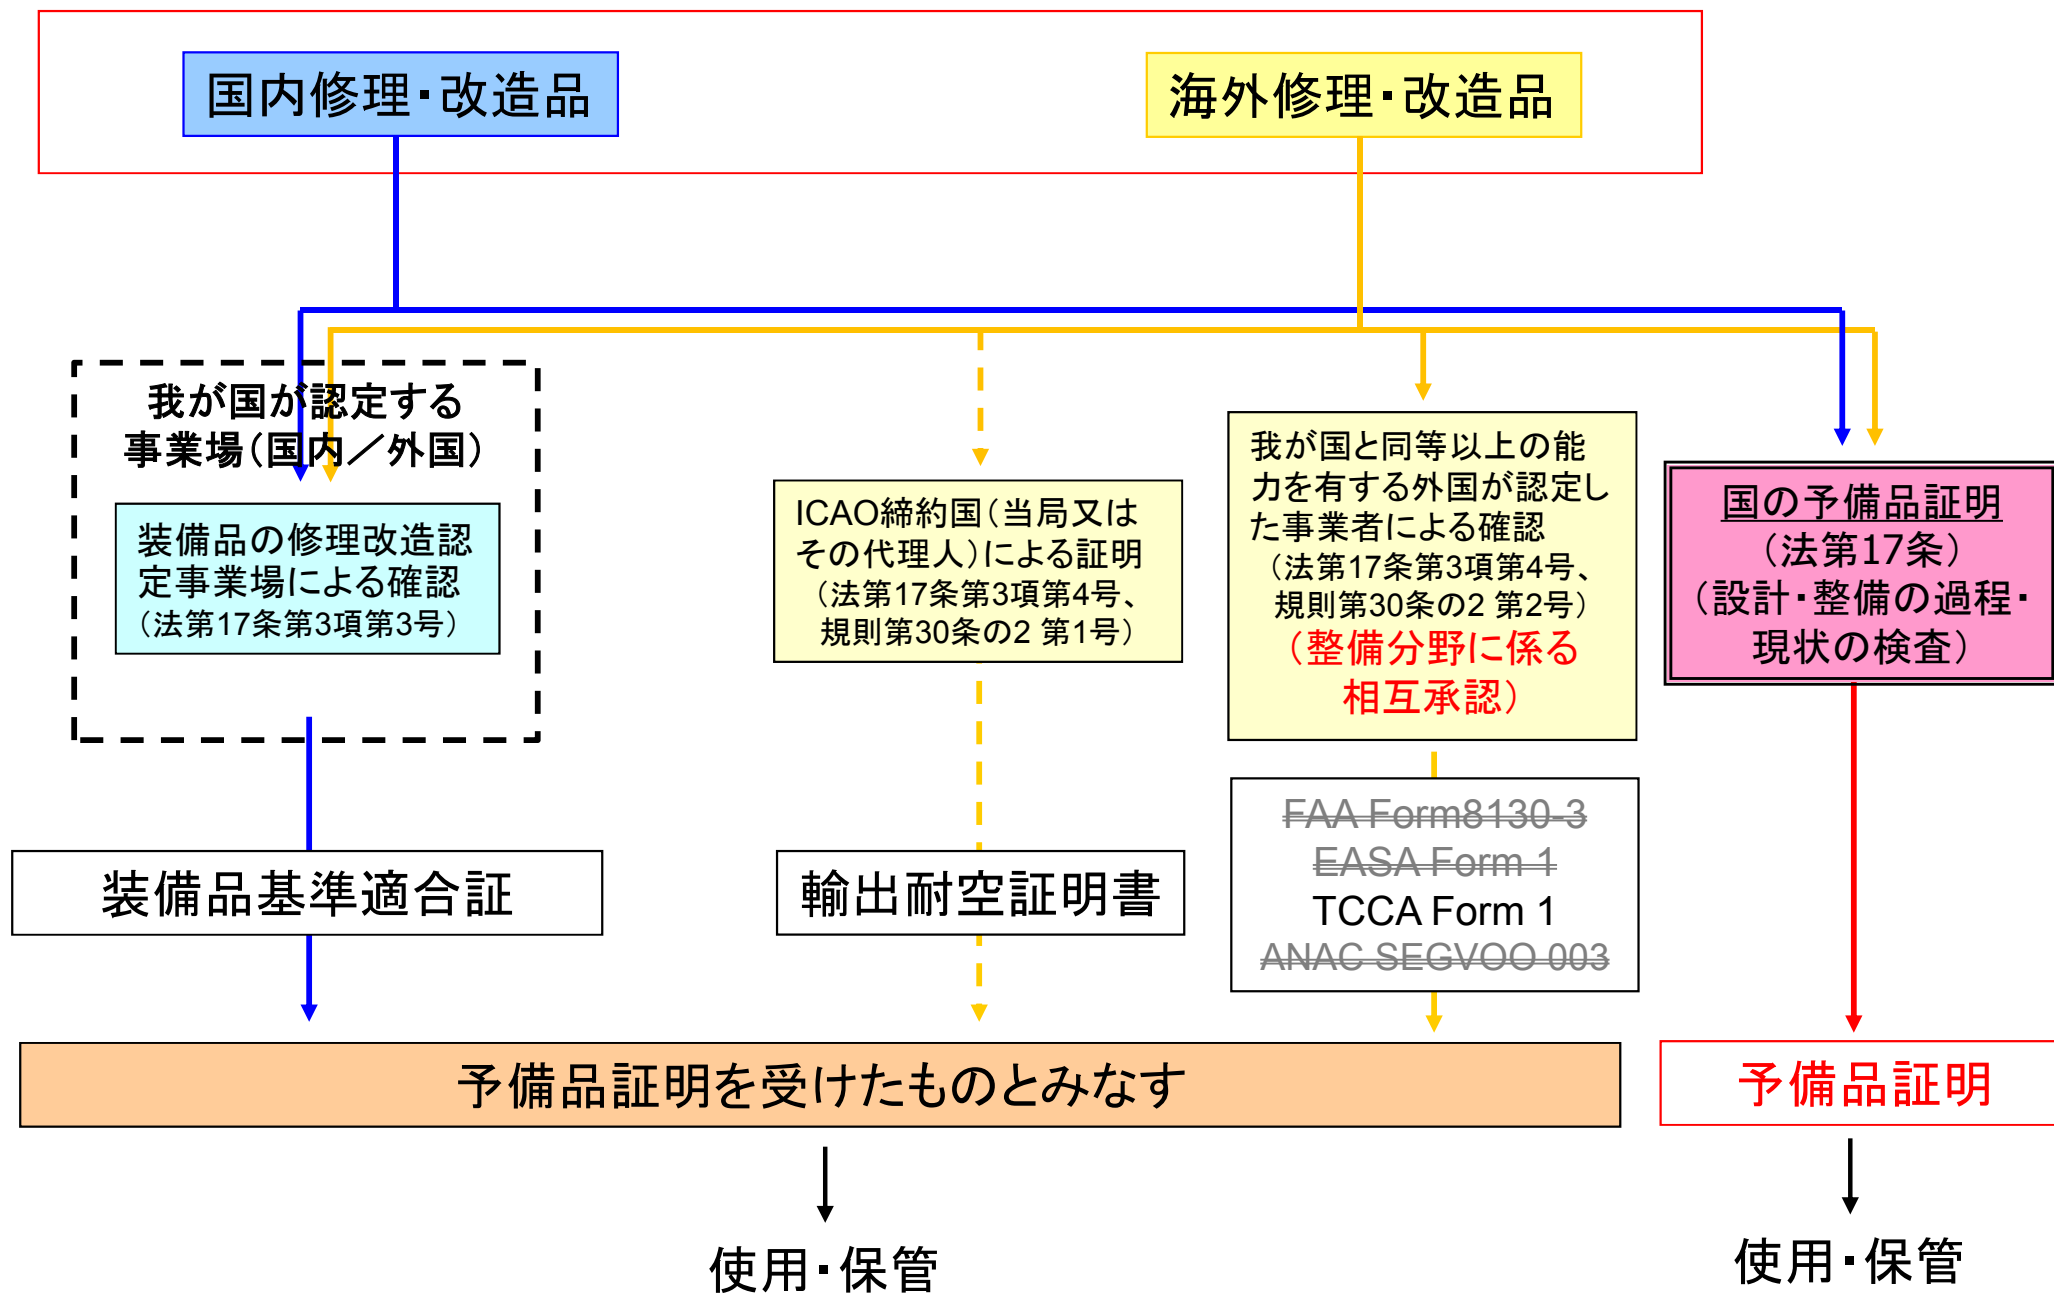 国内修理・改造品
海外修理・改造品
我が国が認定する
事業場（国内／外国）
装備品の修理改造認
定事業場による確認
（法第17条第3項第3号）
ICAO締約国（当局又は
その代理人）による証明
（法第17条第3項第4号、
規則第30条の2 第1号）
我が国と同等以上の能
力を有する外国が認定し
た事業者による確認
（法第17条第3項第4号、
規則第30条の2 第2号）
（整備分野に係る
相互承認）
国の予備品証明
（法第17条）
（設計・整備の過程・
現状の検査）
装備品基準適合証
輸出耐空証明書
FAA Form8130-3
EASA Form 1
TCCA Form 1
ANAC SEGVOO 003
予備品証明を受けたものとみなす
予備品証明
使用・保管
使用・保管